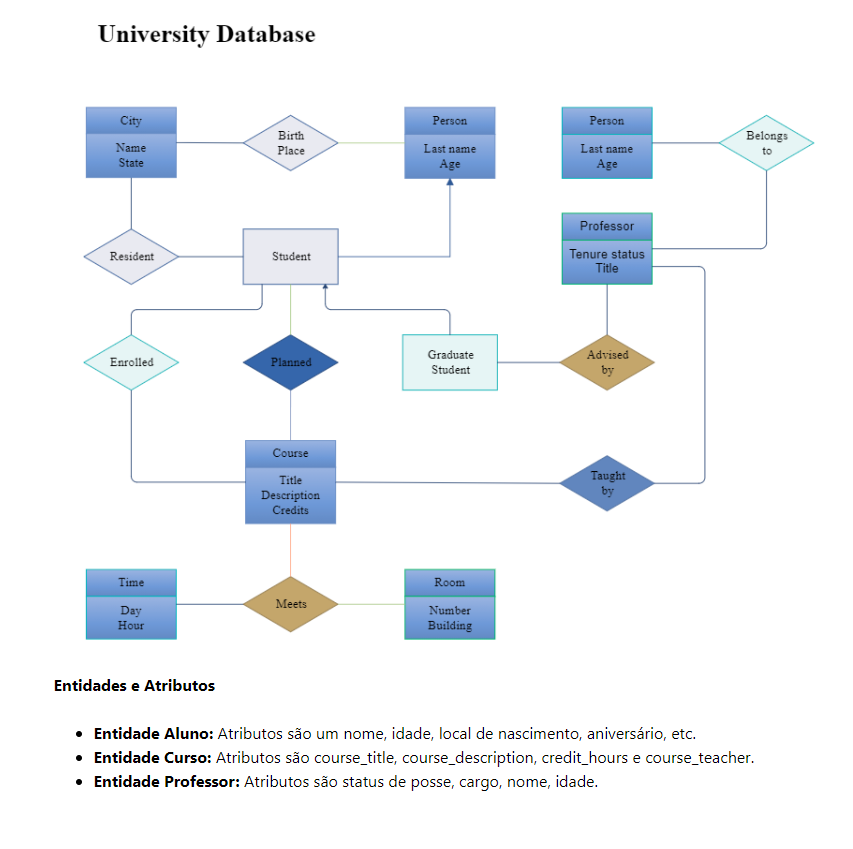 University Database
City
Name
State
Birth
Place
Person
Last name
Age
Person
Last name
Age
Belongs
to
Resident
Student
Professor
Tenure status
Title
Enrolled
Planned
Graduate
Student
Advised
by
Course
Title
Description
Credits
Taught
by
Time
Day
Hour
Meets
Room
Number
Building
Entidades e Atributos
• Entidade Aluno: Atributos são um nome, idade, local de nascimento, aniversário, etc.
• Entidade Curso: Atributos são course_title, course_description, credit_hours e course_teacher.
• Entidade Professor: Atributos são status de posse, cargo, nome, idade.